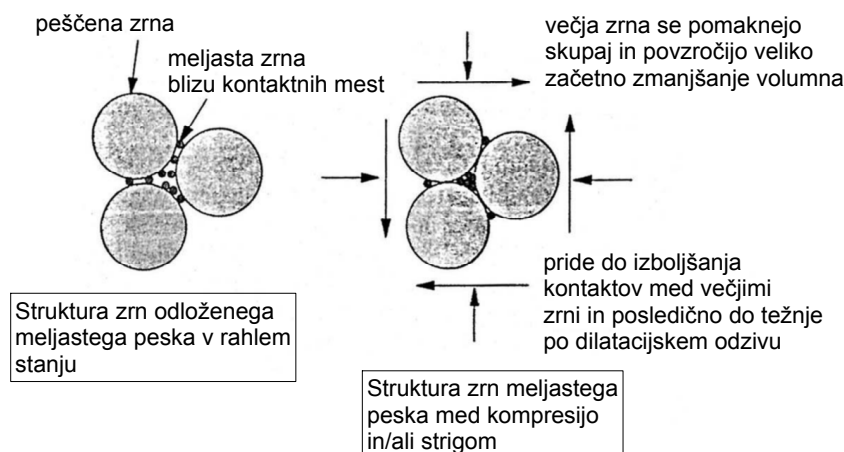 peščena zrna
meljasta zrna
blizu kontaktnih mest
Struktura zrn odloženega
meljastega peska v rahlem
stanju
večja zrna se pomaknejo
skupaj in povzročijo veliko
začetno zmanjšanje volumna
pride do izboljšanja
kontaktov med večjimi
zrni in posledično do težnje
po dilatacijskem odzivu
Struktura zrn meljastega
peska med kompresijo
in/ali strigom